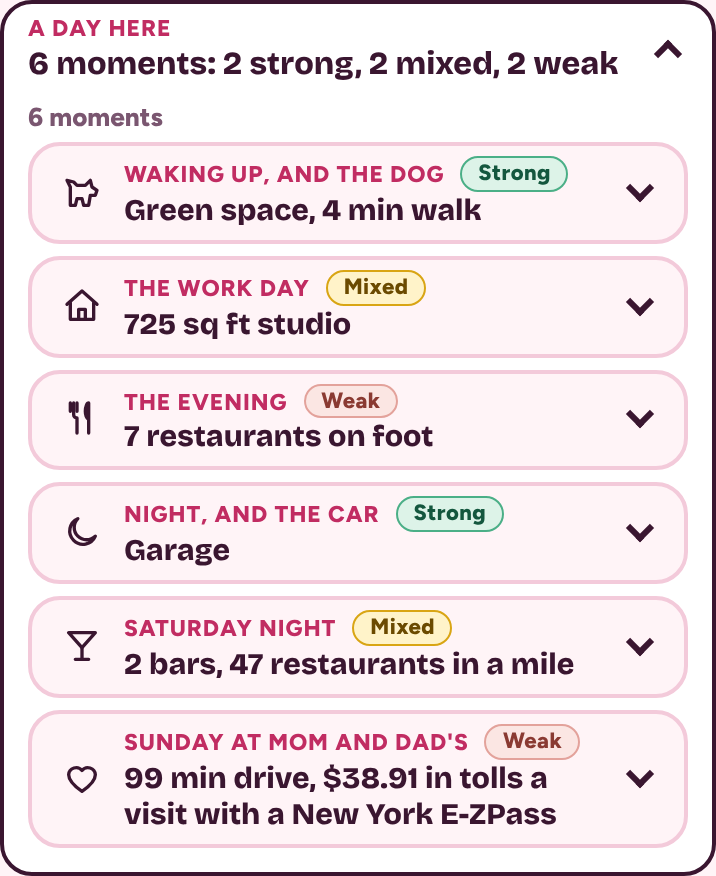 A DAY HERE
6 moments: 2 strong, 2 mixed, 2 weak
6 moments
WAKING UP, AND THE DOG Strong
Green space, 4 min walk
THE WORK DAY Mixed
725 sq ft studio
THE EVENING Weak
7 restaurants on foot
NIGHT, AND THE CAR Strong
Garage
SATURDAY NIGHT Mixed
2 bars, 47 restaurants in a mile
SUNDAY AT MOM AND DAD'S Weak
99 min drive, $38.91 in tolls a
visit with a New York E-ZPass